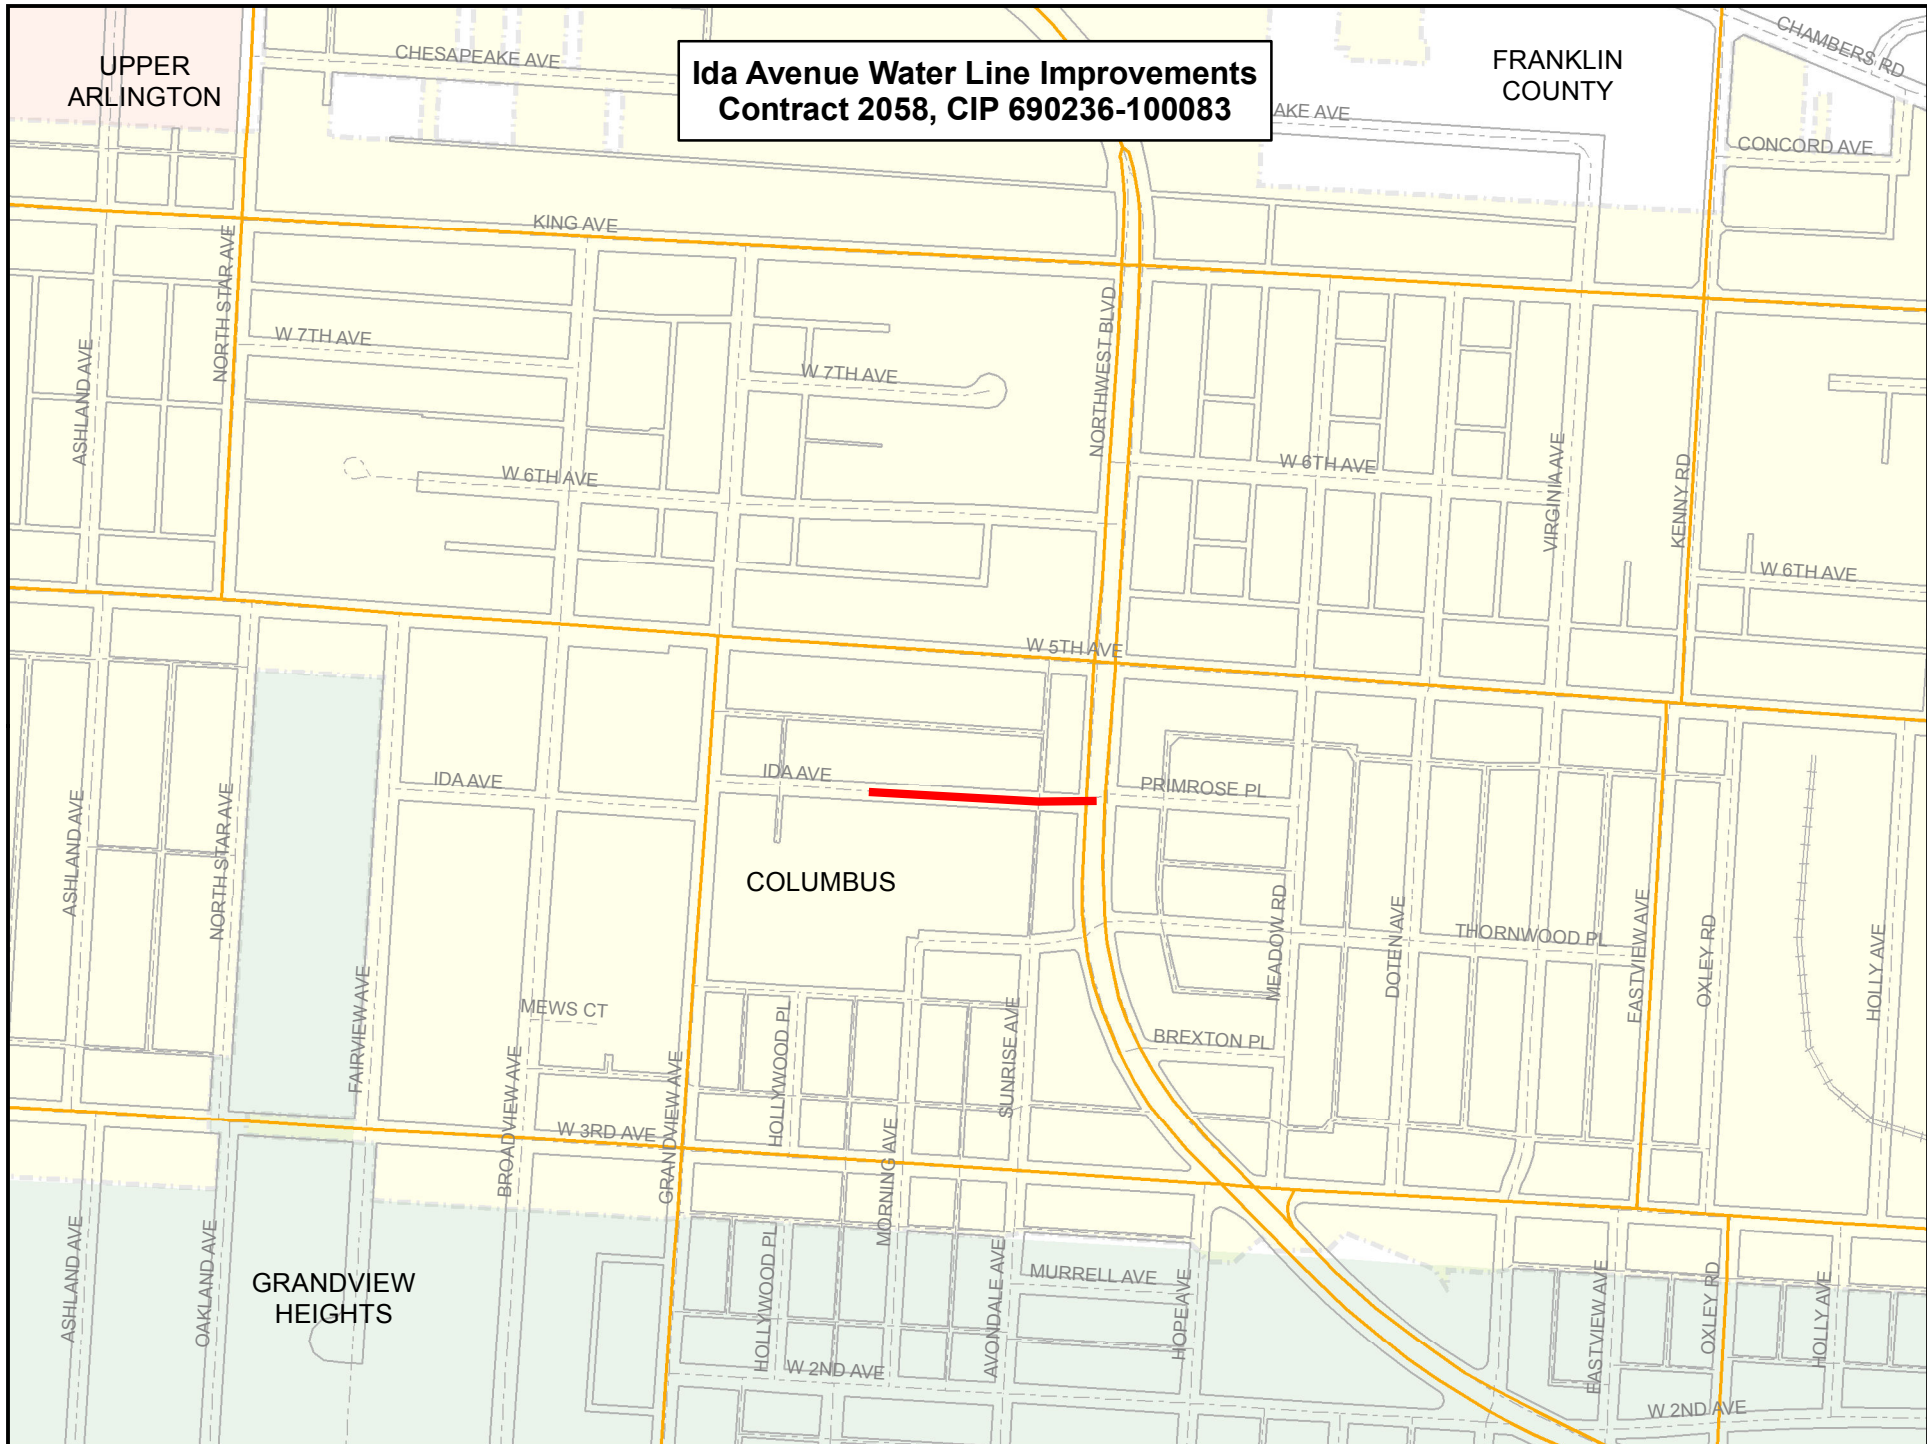 UPPER
ARLINGTON
CHESAPEAKE AVE
Ida Avenue Water Line Improvements
Contract 2058, CIP 690236-100083
AKE AVE
FRANKLIN
COUNTY
CHAMBERS RD
CONCORD AVE
KING AVE
NORTH STAR AVE
W 7TH AVE
W 7TH AVE
ASHLAND AVE
NORTHWEST BLVD
W 6TH AVE
W 6TH AVE
VIRGINIA AVE
KENNY RD
W 6TH AVE
W 5TH AVE
IDA AVE
IDA AVE
PRIMROSE PL
ASHLAND AVE
NORTH STAR AVE
COLUMBUS
MEADOW RD
DOTEN AVE
THORNWOOD PL
EASTVIEW AVE
OXLEY RD
HOLLY AVE
FAIRVIEW AVE
MEWS CT
HOLLYWOOD PL
SUNRISE AVE
BREXTON PL
BROADVIEW AVE
GRANDVIEW AVE
W 3RD AVE
MORNING AVE
ASHLAND AVE
OAKLAND AVE
GRANDVIEW
HEIGHTS
HOLLYWOOD PL
AVONDALE AVE
MURRELL AVE
HOPE AVE
EASTVIEW AVE
OXLEY RD
HOLLY AVE
W 2ND AVE
W 2ND AVE